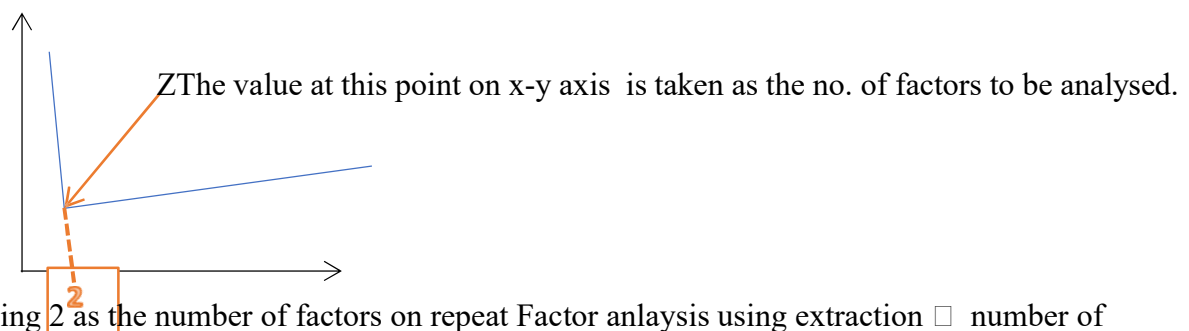 ZThe value at this point on x-y axis is taken as the no. of factors to be analysed.
2
ing 2 as the number of factors on repeat Factor anlaysis using extraction □ number of